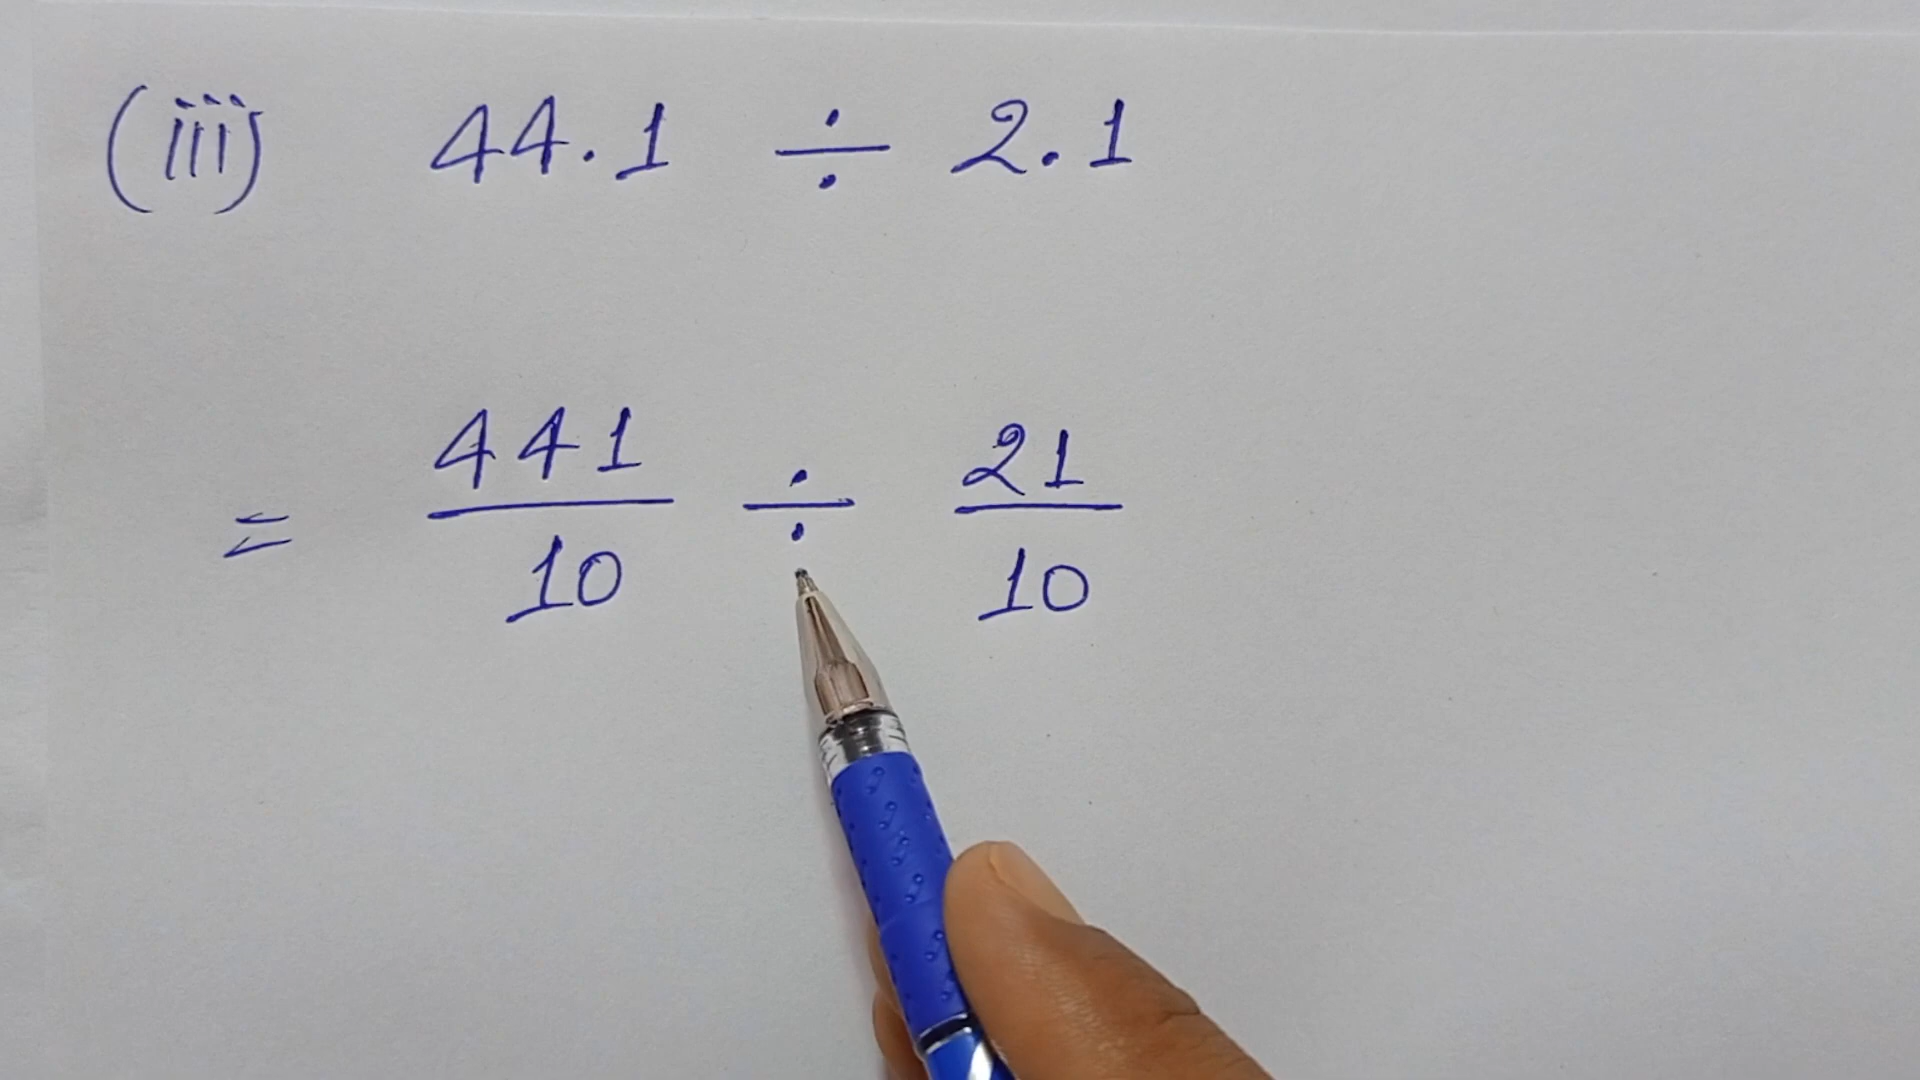 (iii) 44.1 ÷ 2.1
= 441/10 ÷ 21/10